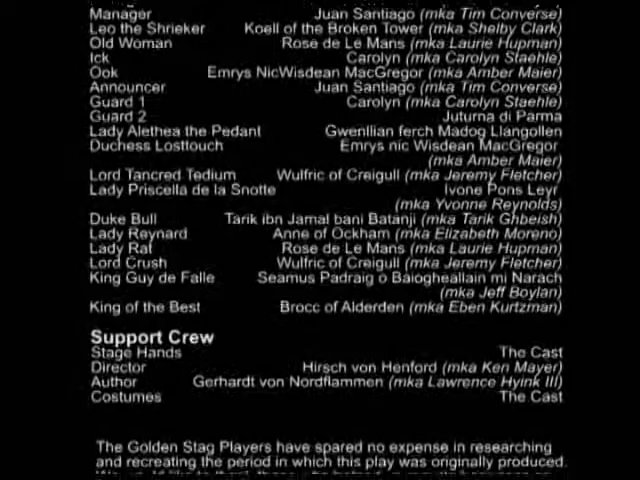 Manager Juan Santiago (mka Tim Converse)
Leo the Shrieker Koell of the Broken Tower (mka Shelby Clark)
Old Woman Rose de Le Mans (mka Laurie Hupman)
Ick Carolyn (mka Carolyn Staehle)
Ook Emrys NicWisdean MacGregor (mka Amber Maier)
Announcer Juan Santiago (mka Tim Converse)
Guard 1 Carolyn (mka Carolyn Staehle)
Guard 2 Juturna di Parma
Lady Alethea the Pedant Gwenllian ferch Madog Llangollen
Duchess Losttouch Emrys nic Wisdean MacGregor
(mka Amber Maier)
Lord Tancred Tedium Wulfric of Creigull (mka Jeremy Fletcher)
Lady Priscella de la Snotte Ivone Pons Leyr
(mka Yvonne Reynolds)
Duke Bull Tarik ibn Jamal bani Batanji (mka Tarik Ghbeish)
Lady Reynard Anne of Ockham (mka Elizabeth Moreno)
Lady Rat Rose de Le Mans (mka Laurie Hupman)
Lord Crush Wulfric of Creigull (mka Jeremy Fletcher)
King Guy de Falle Seamus Padraig o Baiogheallain mi Narach
(mka Jeff Boylan)
King of the Best Brocc of Alderden (mka Eben Kurtzman)
Support Crew
Stage Hands The Cast
Director Hirsch von Henford (mka Ken Mayer)
Author Gerhardt von Nordflammen (mka Lawrence Hyink III)
Costumes The Cast
The Golden Stag Players have spared no expense in researching
and recreating the period in which this play was originally produced.